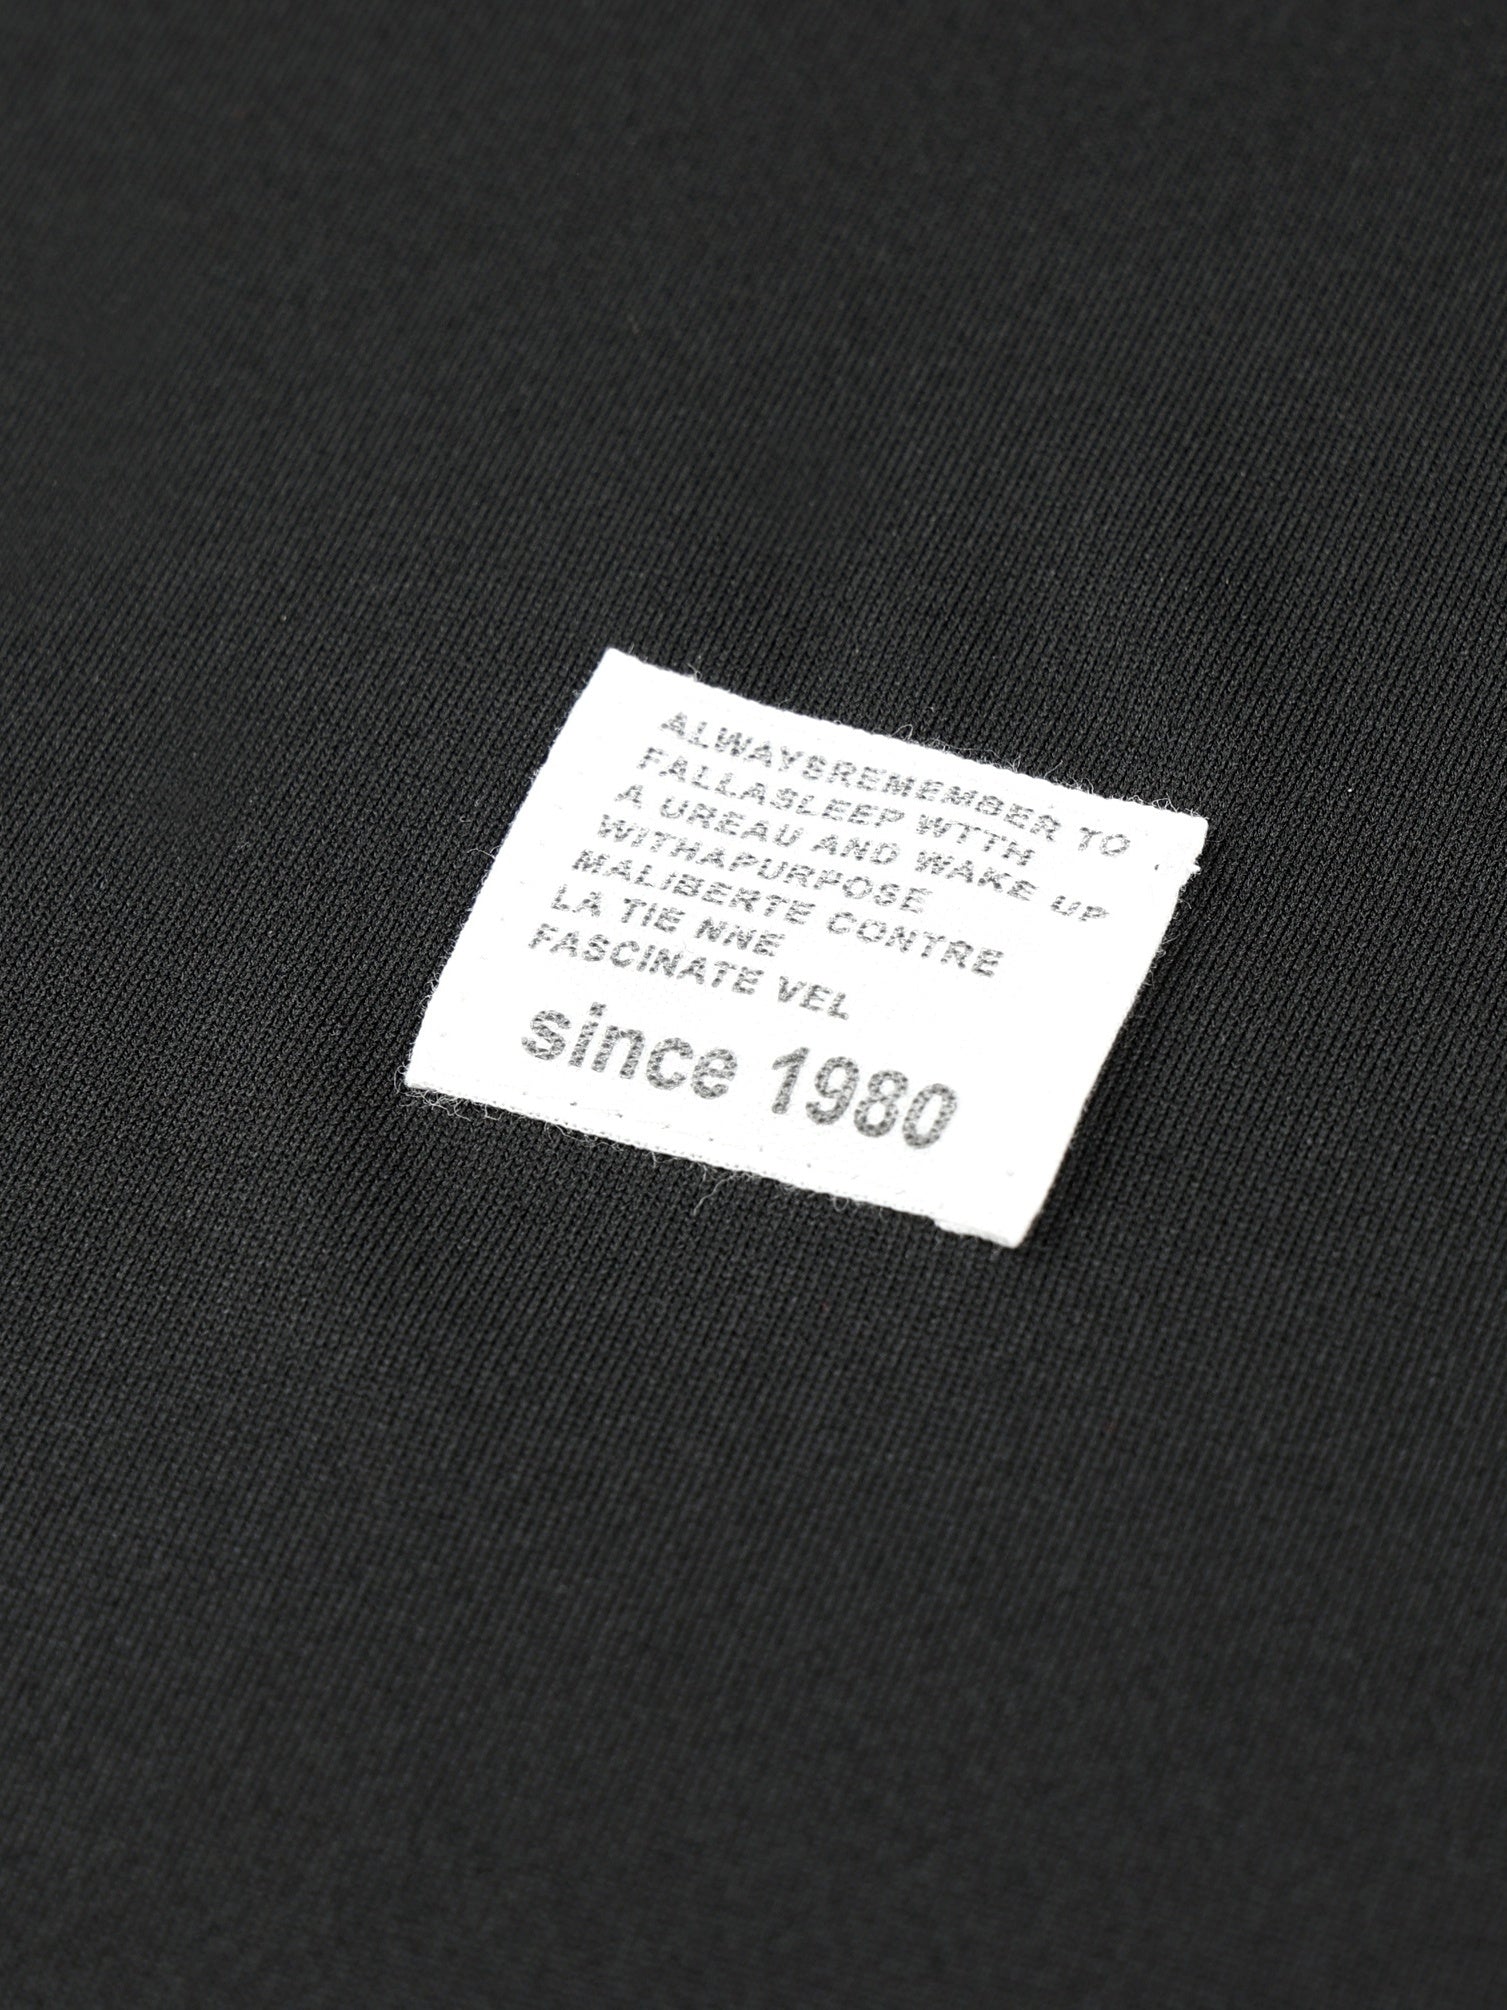 ALWAYSREMEMBER TO
FALLASLEEP WTTH
A UREAU AND WAKE UP
WITHAPURPOSE
MALIBERTE CONTRE
LA TIE NNE
FASCINATE VEL
since 1980